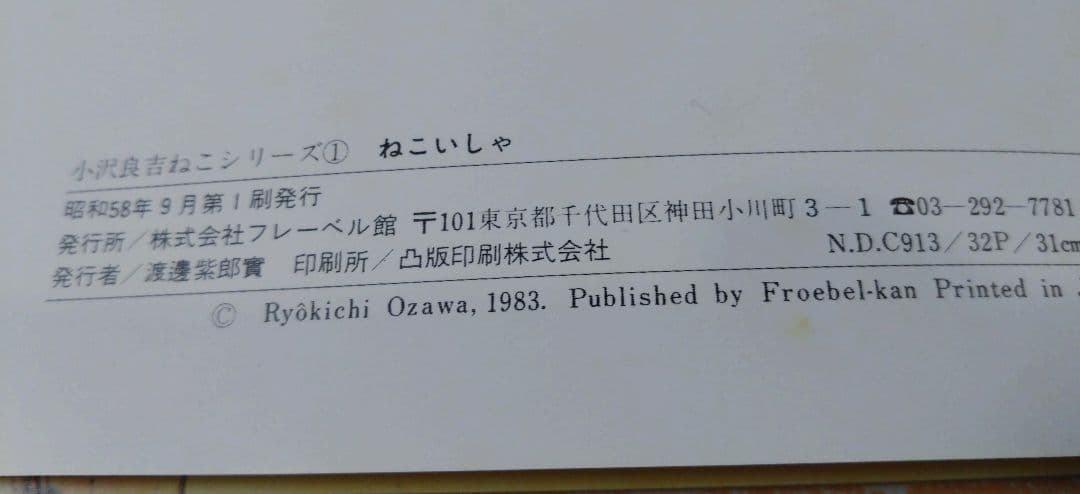 小沢良吉ねこシリーズ① ねこいしゃ
昭和58年9月第1刷発行
発行所/株式会社フレーベル館 〒101東京都千代田区神田小川町3－1 ☎03－292－7781
発行者/渡邊紫郎實 印刷所/凸版印刷株式会社 N.D.C913/32P/31cm
© Ryôkichi Ozawa, 1983. Published by Froebel-kan Printed in